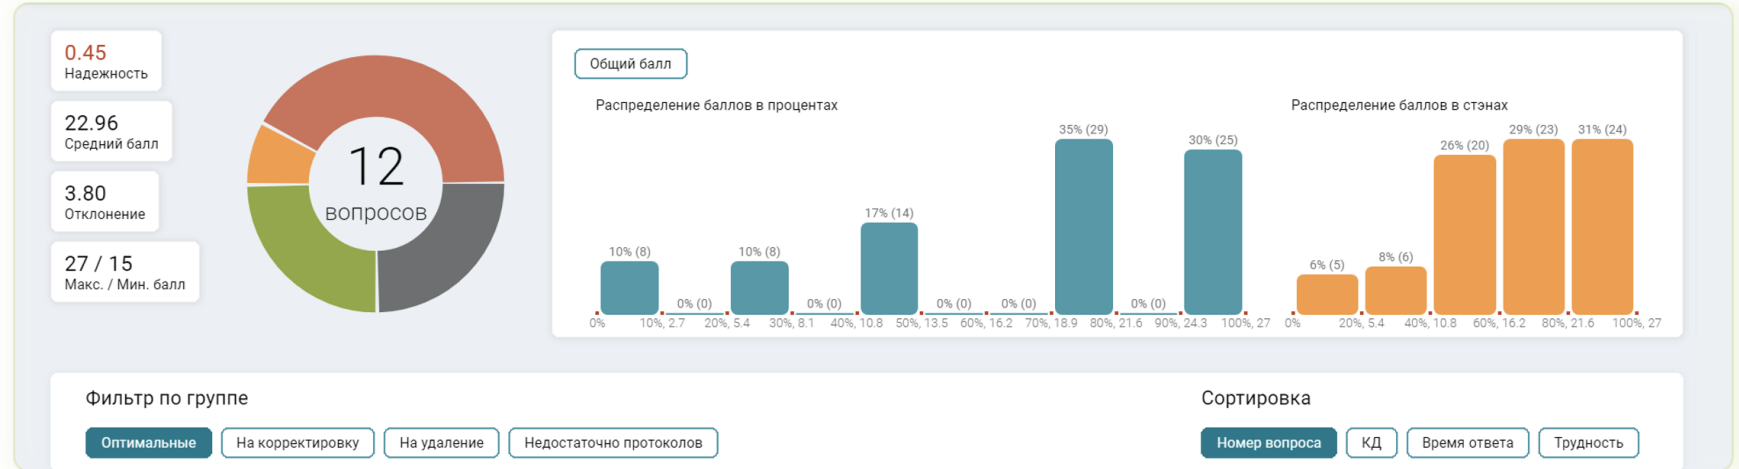 0.45
Надежность
22.96
Средний балл
3.80
Отклонение
27 / 15
Макс. / Мин. балл
12
вопросов
Общий балл
Распределение баллов в процентах
35% (29)
30% (25)
17% (14)
10% (8)
10% (8)
0% (0)
0% (0)
0% (0)
0% (0)
0% (0)
0%
10%, 2.7
20%, 5.4
30%, 8.1
40%, 10.8
50%, 13.5
60%, 16.2
70%, 18.9
80%, 21.6
90%, 24.3
100%, 27
Распределение баллов в стэнах
29% (23)
31% (24)
26% (20)
8% (6)
6% (5)
0%
20%, 5.4
40%, 10.8
60%, 16.2
80%, 21.6
100%, 27
Фильтр по группе
Оптимальные
На корректировку
На удаление
Недостаточно протоколов
Сортировка
Номер вопроса
КД
Время ответа
Трудность